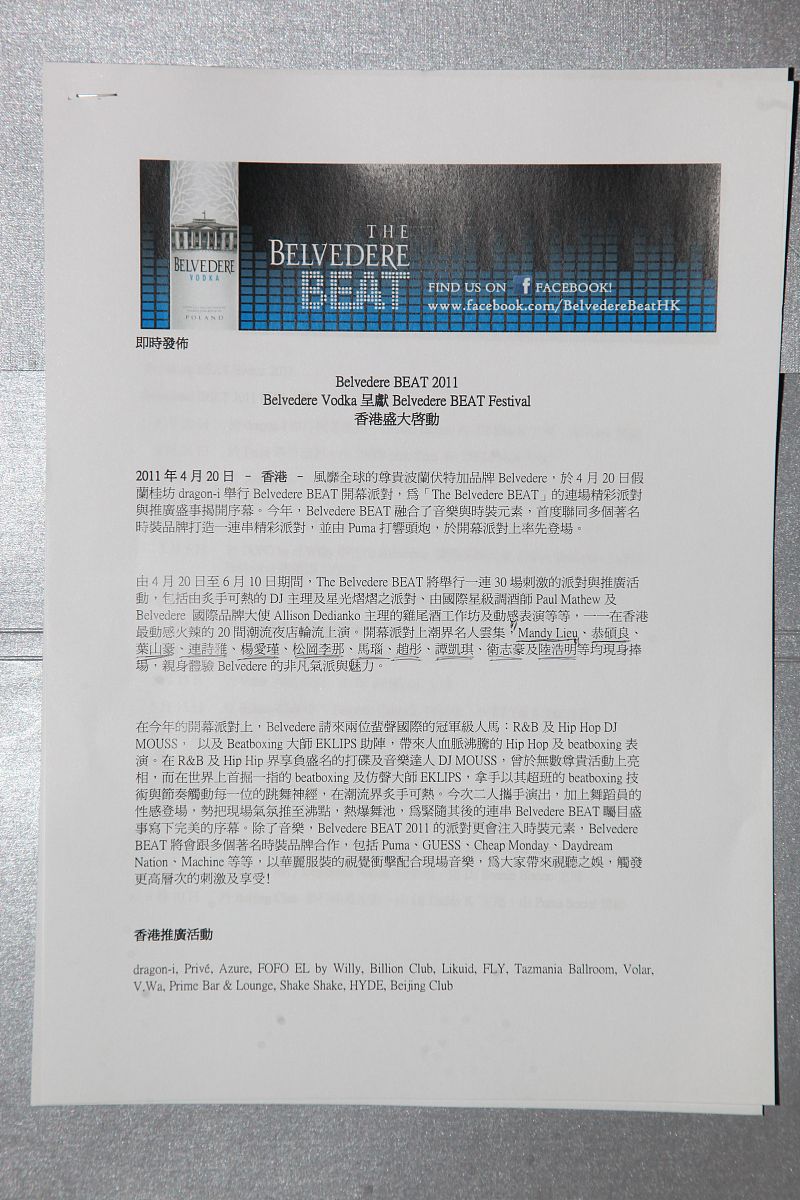 BELVEDERE
VODKA
POLAND
THE
BELVEDERE
BEAT
FIND US ON f FACEBOOK!
www.facebook.com/BelvedereBeatHK
即時發佈
Belvedere BEAT 2011
Belvedere Vodka 呈獻 Belvedere BEAT Festival
香港盛大啓動
2011 年 4 月 20 日 – 香港 – 風靡全球的尊貴波蘭伏特加品牌 Belvedere，於 4 月 20 日假
蘭桂坊 dragon-i 舉行 Belvedere BEAT 開幕派對，爲「The Belvedere BEAT」的連場精彩派對
與推廣盛事揭開序幕。今年，Belvedere BEAT 融合了音樂與時裝元素，首度聯同多個著名
時裝品牌打造一連串精彩派對，並由 Puma 打響頭炮，於開幕派對上率先登場。
由 4 月 20 日至 6 月 10 日期間，The Belvedere BEAT 將舉行一連 30 場刺激的派對與推廣活
動，包括由炙手可熱的 DJ 主理及星光熠熠之派對、由國際星級調酒師 Paul Mathew 及
Belvedere 國際品牌大使 Allison Dedianko 主理的雞尾酒工作坊及動感表演等等，一一在香港
最動感火辣的 20 間潮流夜店輪流上演。開幕派對上潮界名人雲集，Mandy Lieu、恭碩良、
葉山豪、連詩雅、楊愛瑾、松岡李那、馬瑙、趙彤、譚凱琪、衛志豪及陸浩明等均現身捧
場，親身體驗 Belvedere 的非凡氣派與魅力。
在今年的開幕派對上，Belvedere 請來兩位蜚聲國際的冠軍級人馬：R&B 及 Hip Hop DJ
MOUSS， 以及 Beatboxing 大師 EKLIPS 助陣，帶來人血脈沸騰的 Hip Hop 及 beatboxing 表
演。在 R&B 及 Hip Hip 界享負盛名的打碟及音樂達人 DJ MOUSS，曾於無數尊貴活動上亮
相，而在世界上首掘一指的 beatboxing 及仿聲大師 EKLIPS，拿手以其超班的 beatboxing 技
術與節奏觸動每一位的跳舞神經，在潮流界炙手可熱。今次二人攜手演出，加上舞蹈員的
性感登場，勢把現場氣氛推至沸點，熱爆舞池，爲緊隨其後的連串 Belvedere BEAT 矚目盛
事寫下完美的序幕。除了音樂，Belvedere BEAT 2011 的派對更會注入時裝元素，Belvedere
BEAT 將會跟多個著名時裝品牌合作，包括 Puma、GUESS、Cheap Monday、Daydream
Nation、Machine 等等，以華麗服裝的視覺衝擊配合現場音樂，爲大家帶來視聽之娛，觸發
更高層次的刺激及享受!
香港推廣活動
dragon-i, Privé, Azure, FOFO EL by Willy, Billion Club, Likuid, FLY, Tazmania Ballroom, Volar,
V.Wa, Prime Bar & Lounge, Shake Shake, HYDE, Beijing Club